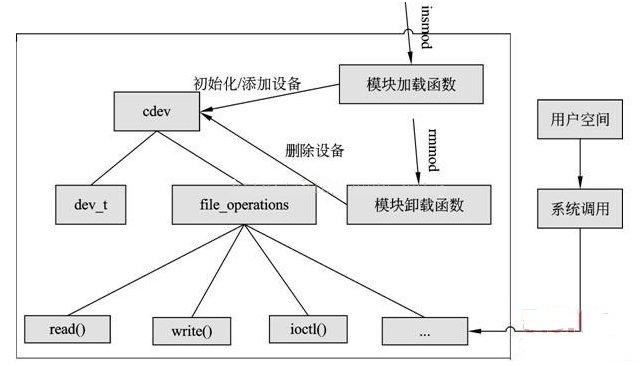 insmod
初始化/添加设备
模块加载函数
cdev
用户空间
rmmod
删除设备
dev_t
file_operations
模块卸载函数
系统调用
read()
write()
ioctl()
...